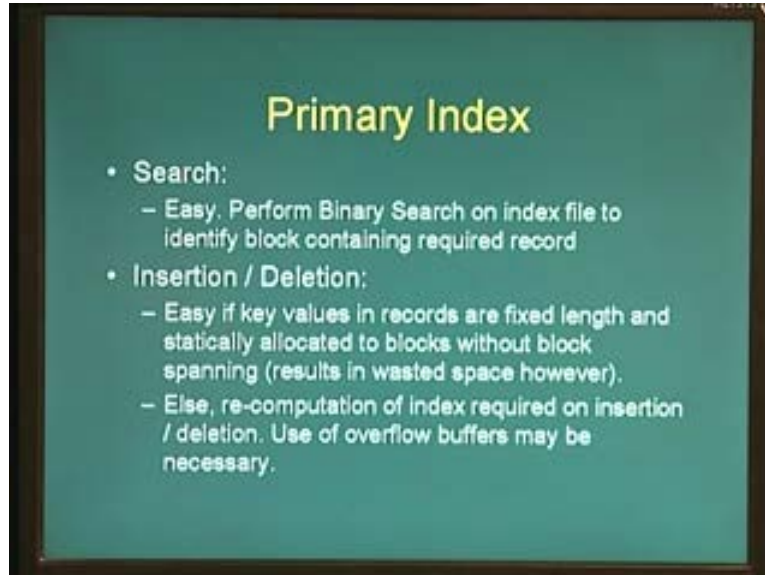 Primary Index
• Search:
– Easy. Perform Binary Search on index file to
identify block containing required record
• Insertion / Deletion:
– Easy if key values in records are fixed length and
statically allocated to blocks without block
spanning (results in wasted space however).
– Else, re-computation of index required on insertion
/ deletion. Use of overflow buffers may be
necessary.